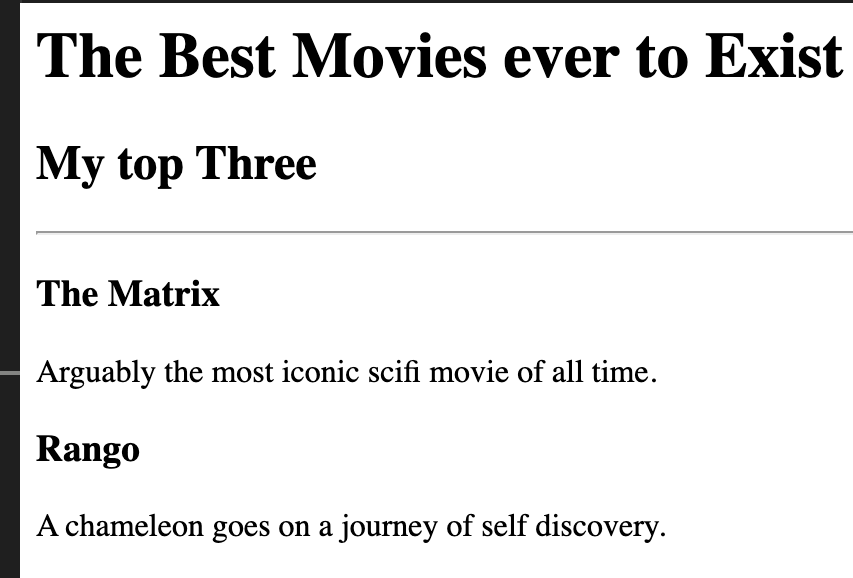 The Best Movies ever to Exist
My top Three
The Matrix
Arguably the most iconic scifi movie of all time.
Rango
A chameleon goes on a journey of self discovery.